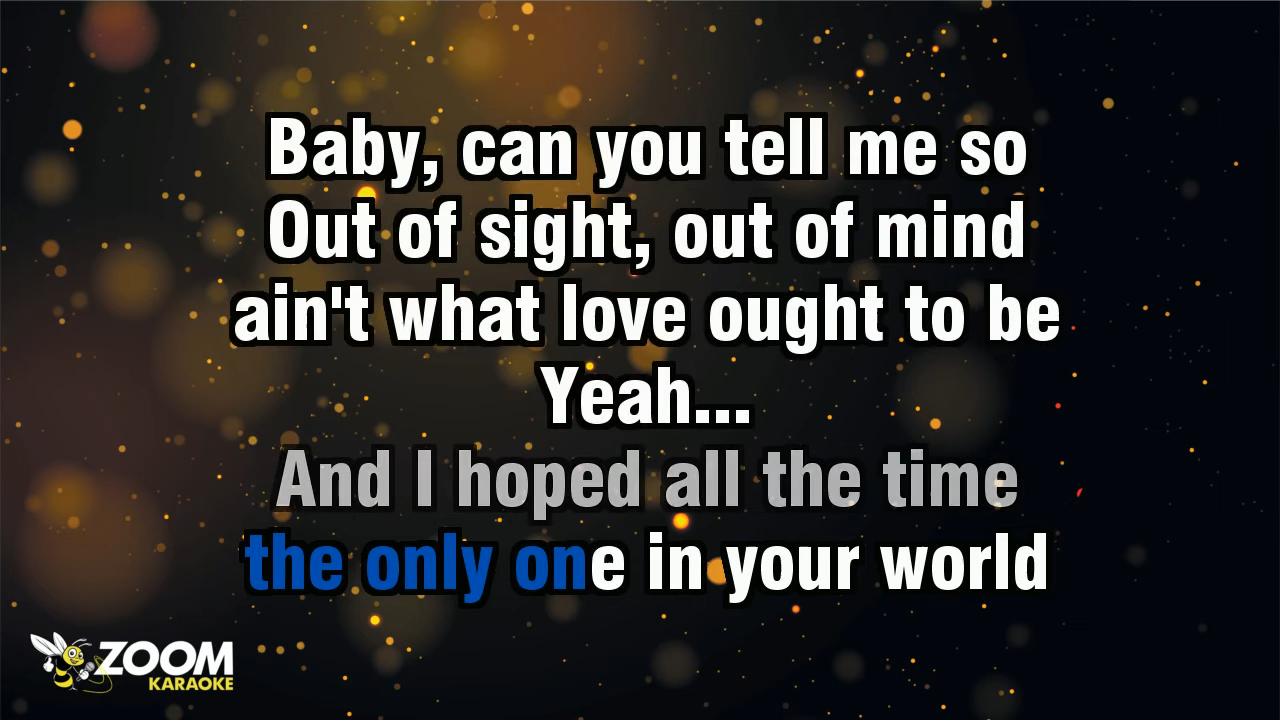 Baby, can you tell me so
Out of sight, out of mind
ain't what love ought to be
Yeah...
And I hoped all the time
the only one in your world
ZOOM
KARAOKE